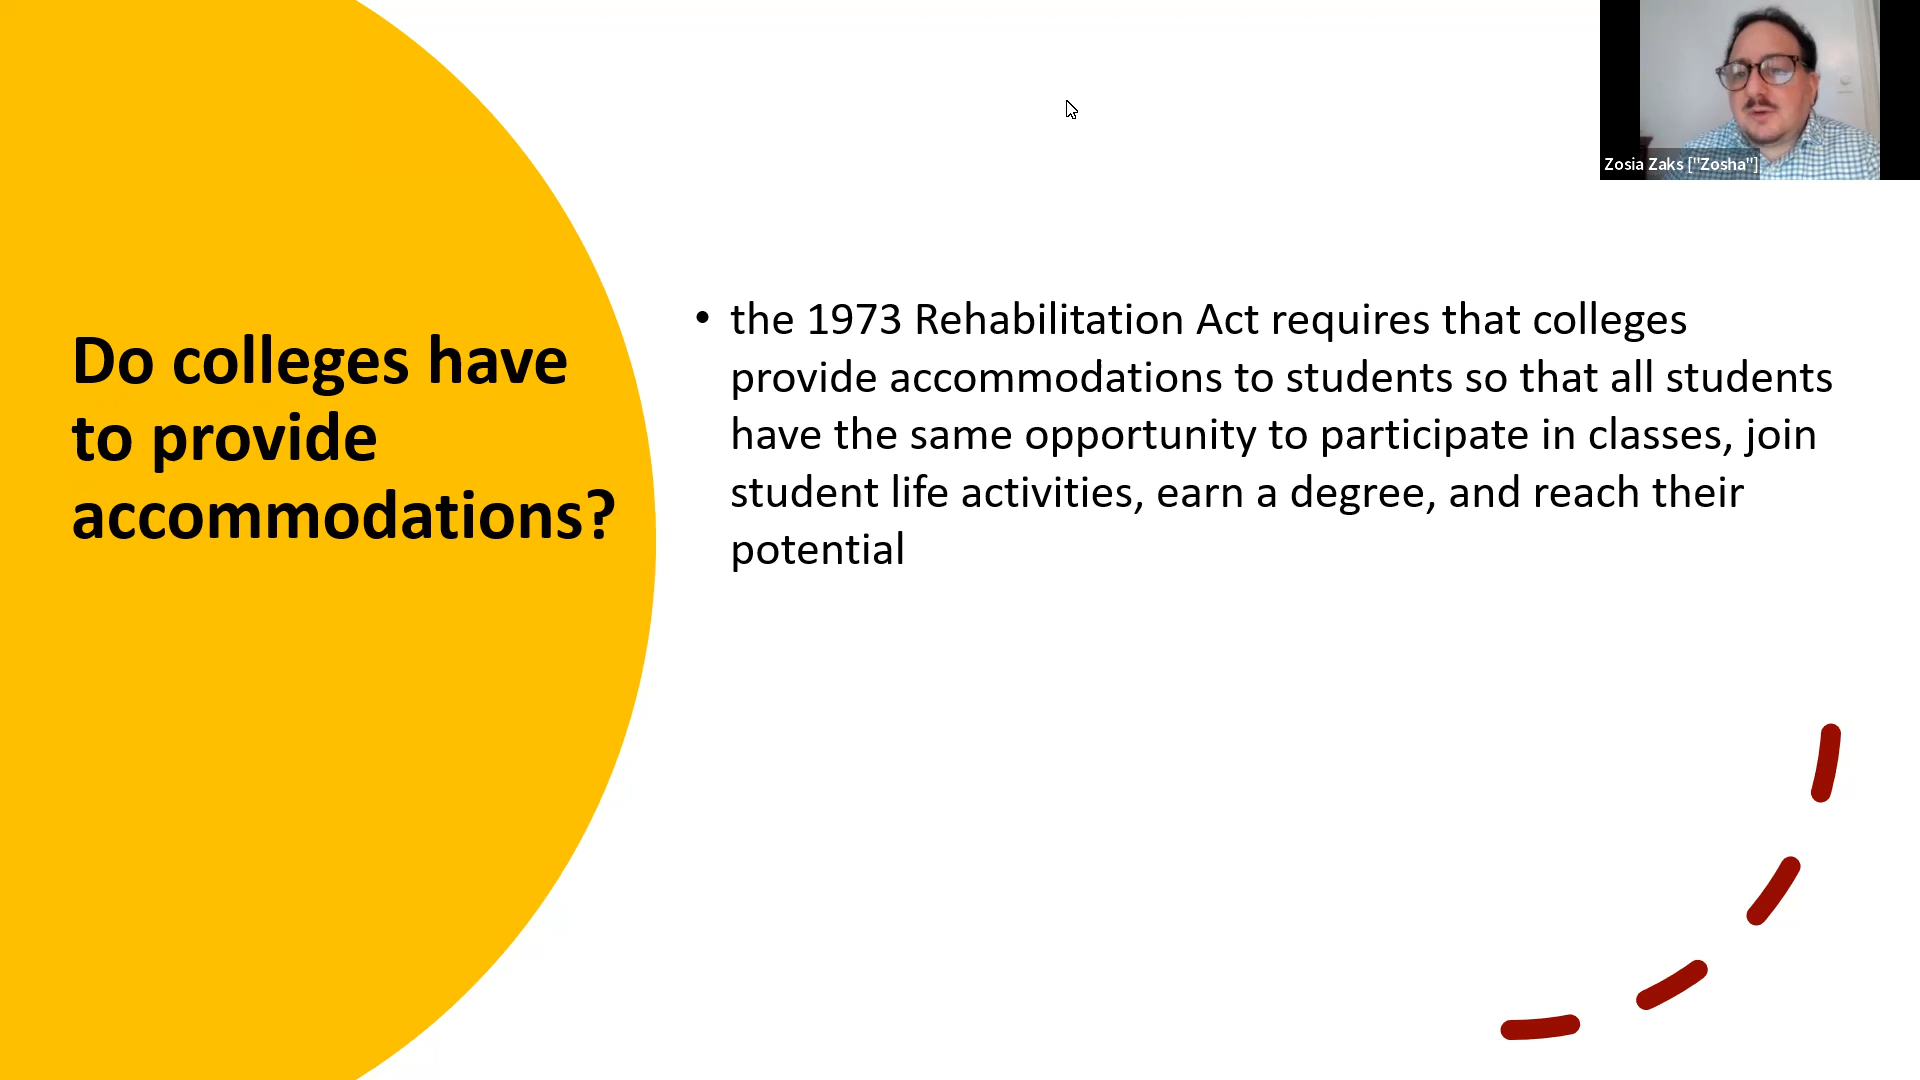 Zosia Zaks ["Zosha"]
Do colleges have
to provide
accommodations?
• the 1973 Rehabilitation Act requires that colleges
provide accommodations to students so that all students
have the same opportunity to participate in classes, join
student life activities, earn a degree, and reach their
potential